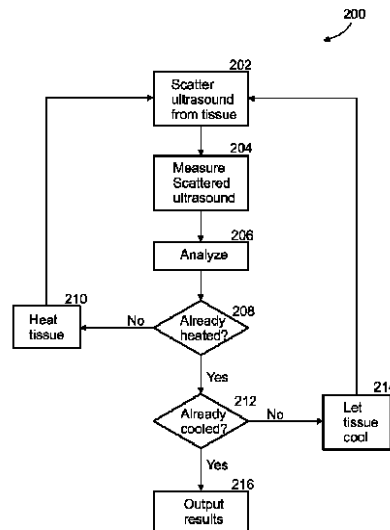 200
202
Scatter
ultrasound
from tissue
204
Measure
Scattered
ultrasound
206
Analyze
210
Heat
tissue
No
208
Already
heated?
Yes
212
Already
cooled?
No
214
Let
tissue
cool
Yes
216
Output
results